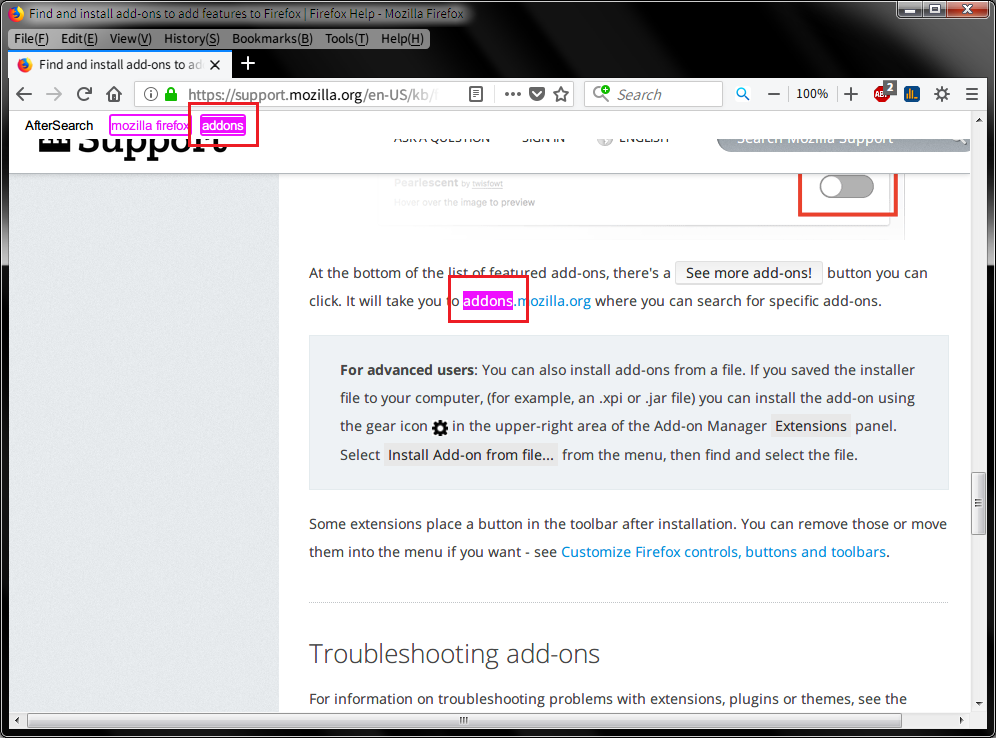 Find and install add-ons to add features to Firefox | Firefox Help - Mozilla Firefox
File(F) Edit(E) View(V) History(S) Bookmarks(B) Tools(T) Help(H)
Find and install add-ons to ad
https://support.mozilla.org/en-US/kb/f
Search
100%
ABP
2
AfterSearch mozilla firefox addons
Support
ASK A QUESTION SIGN IN ENGLISH Search Mozilla Support
Pearlescent by twisfowt
Hover over the image to preview
At the bottom of the list of featured add-ons, there's a See more add-ons! button you can
click. It will take you to addons.mozilla.org where you can search for specific add-ons.
For advanced users: You can also install add-ons from a file. If you saved the installer
file to your computer, (for example, an .xpi or .jar file) you can install the add-on using
the gear icon in the upper-right area of the Add-on Manager Extensions panel.
Select Install Add-on from file... from the menu, then find and select the file.
Some extensions place a button in the toolbar after installation. You can remove those or move
them into the menu if you want - see Customize Firefox controls, buttons and toolbars.
Troubleshooting add-ons
For information on troubleshooting problems with extensions, plugins or themes, see the